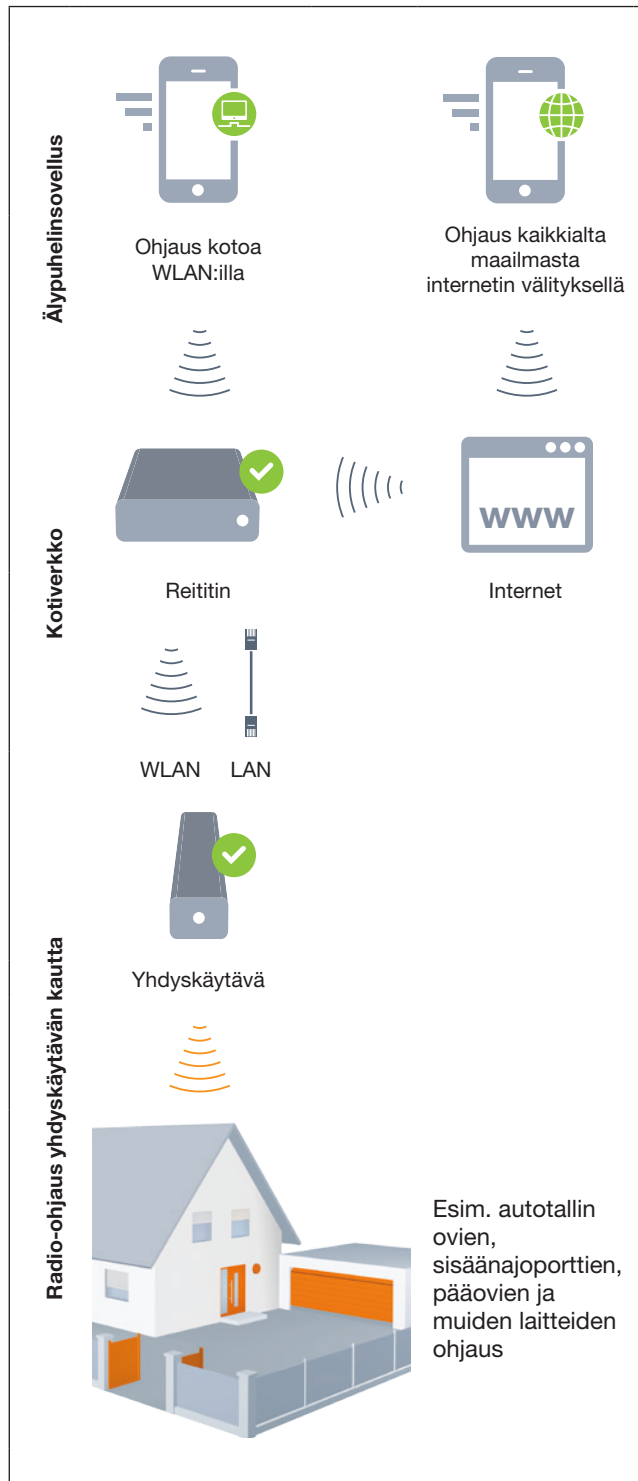 Älypuhelinsovellus
Ohjaus kotoa
WLAN:illa
Ohjaus kaikkialta
maailmasta
internetin välityksellä
Kotiverkko
Reititin
www
Internet
WLAN
LAN
Radio-ohjaus yhdyskäytävän kautta
Yhdyskäytävä
Esim. autotallin
ovien,
sisäänajoporttien,
pääovien ja
muiden laitteiden
ohjaus